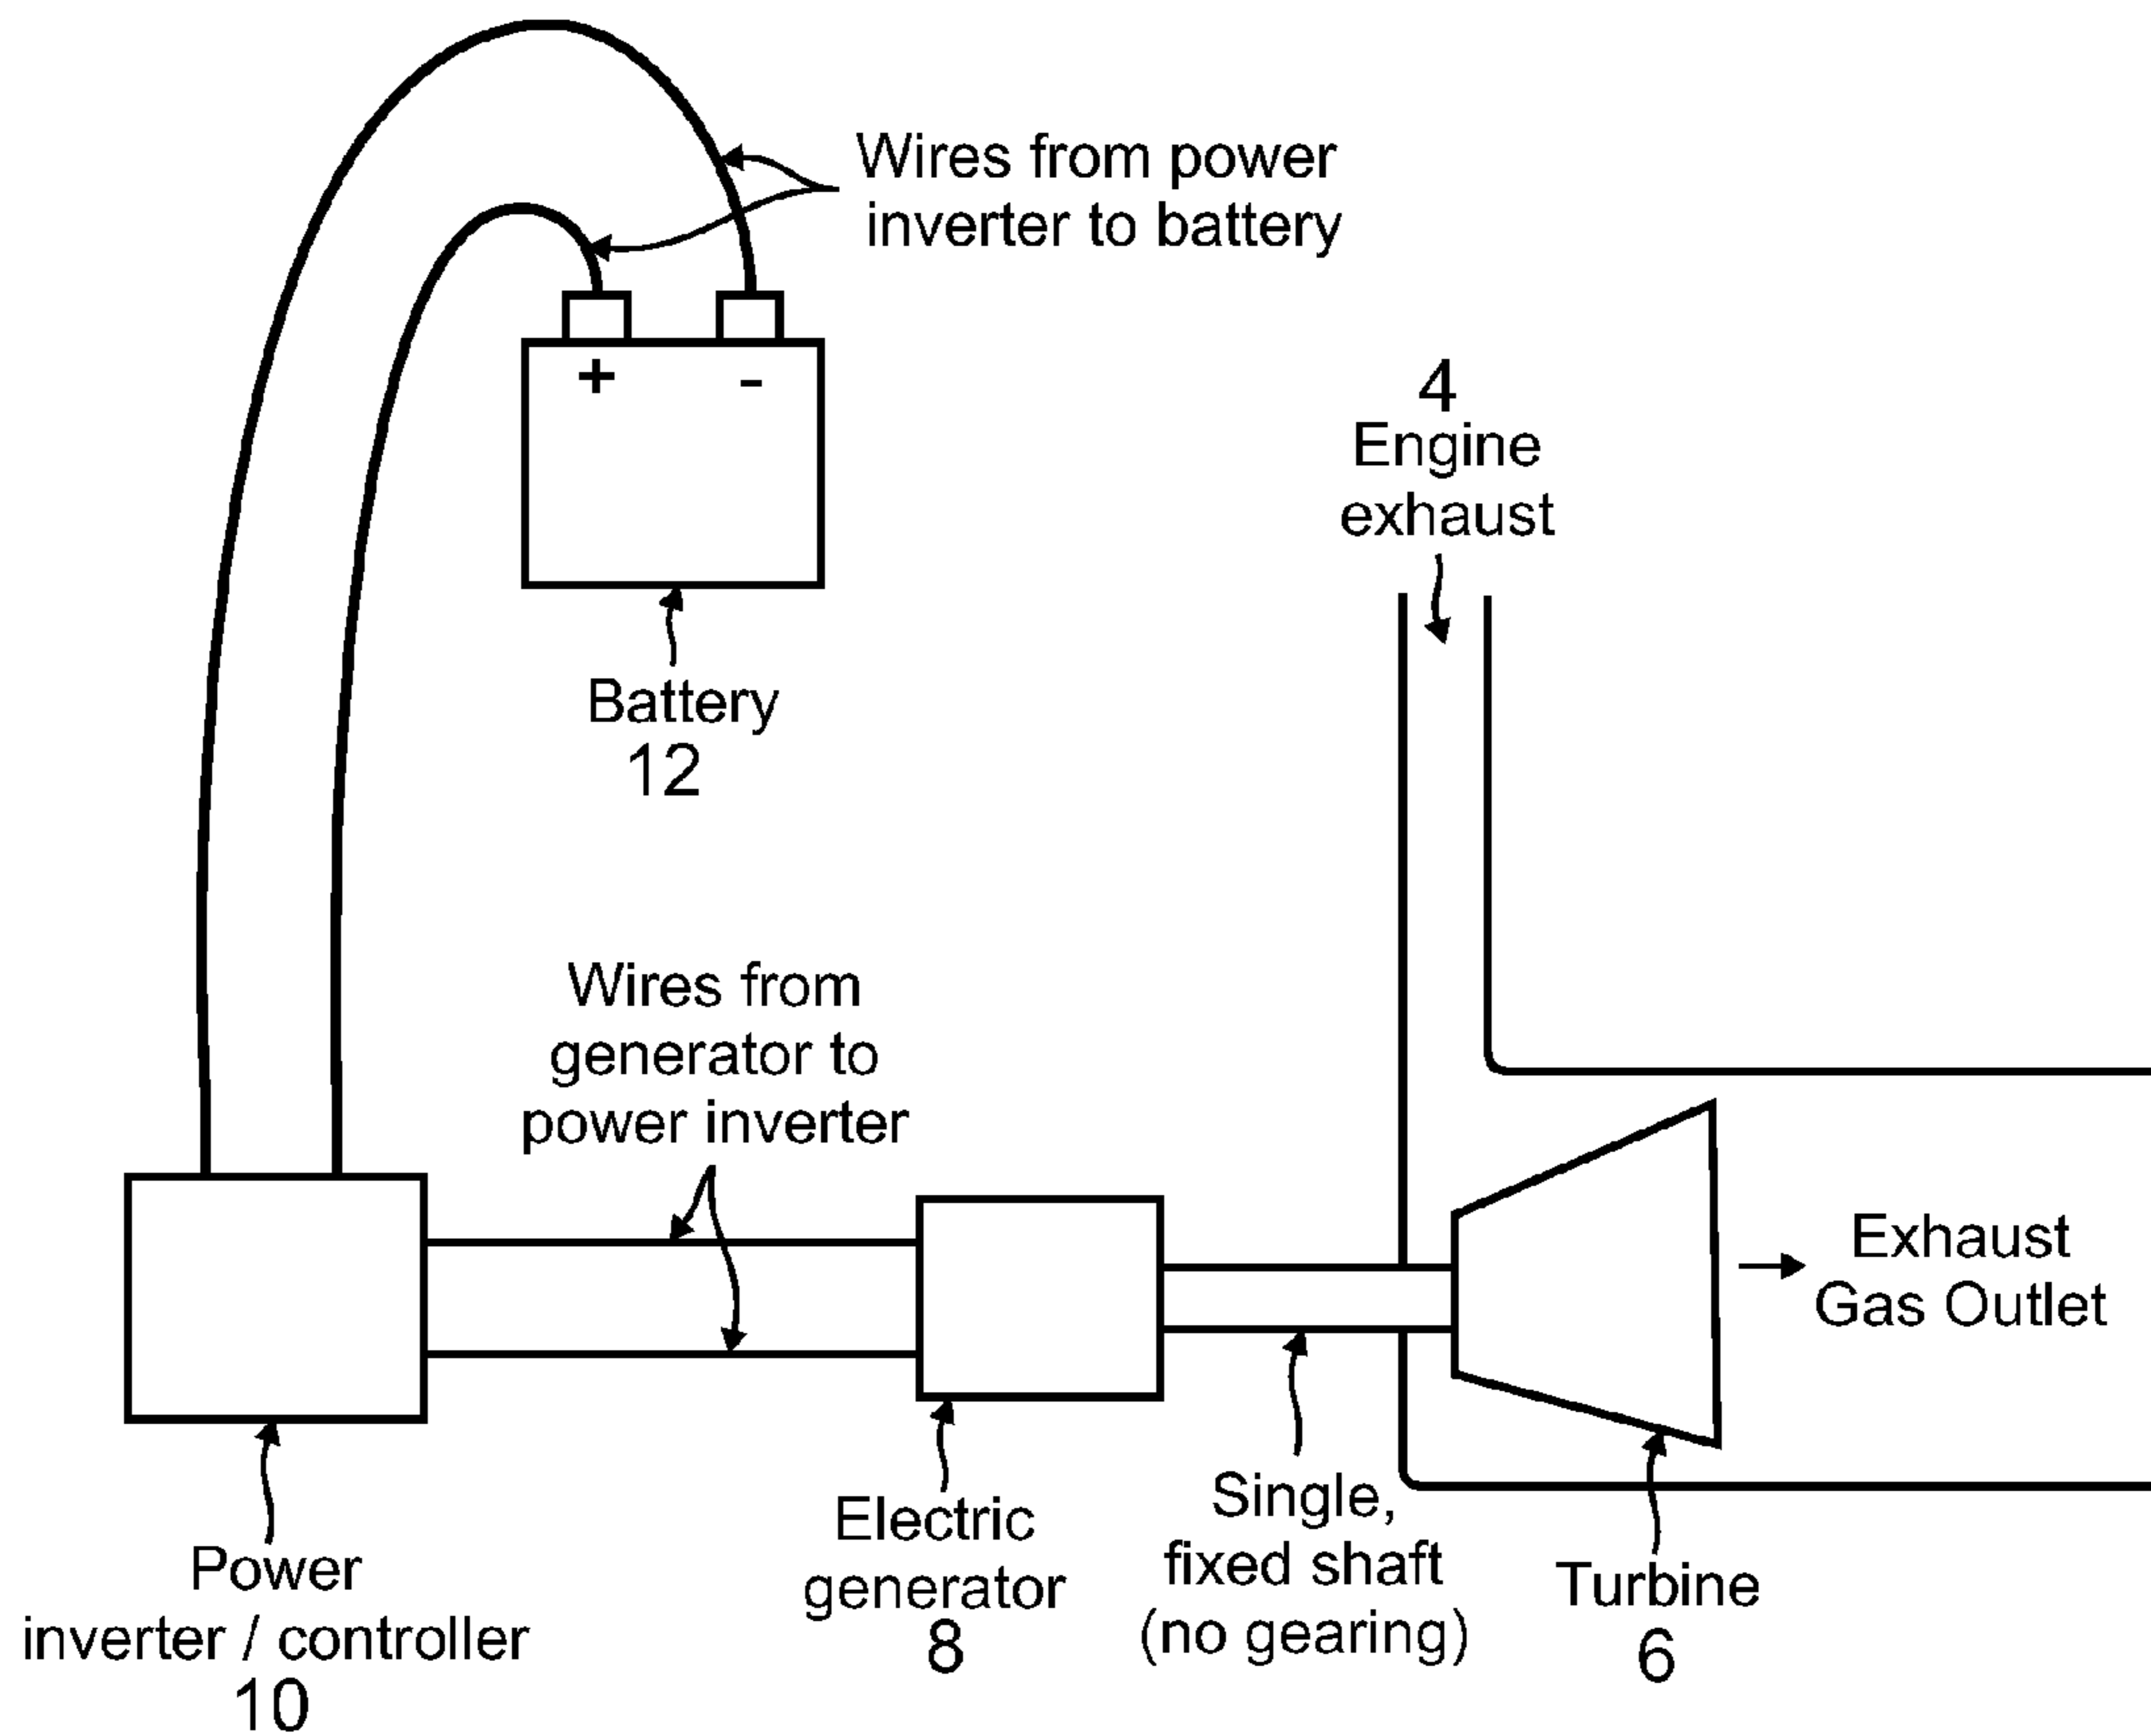 Wires from power
inverter to battery
+ -
4
Engine
exhaust
Battery
12
Wires from
generator to
power inverter
Exhaust
Gas Outlet
Power
inverter / controller
10
Electric
generator
8
Single,
fixed shaft
(no gearing)
Turbine
6